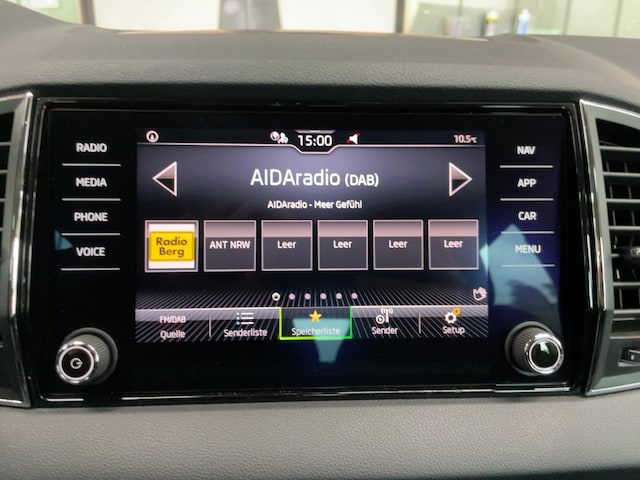 15:00
10.5°C
RADIO
MEDIA
PHONE
VOICE
NAV
APP
CAR
MENU
AIDAradio (DAB)
AIDAradio - Meer Gefühl
Radio
Berg
ANT NRW
Leer
Leer
Leer
Leer
FM/DAB
Quelle
Senderliste
Speicherliste
Sender
Setup